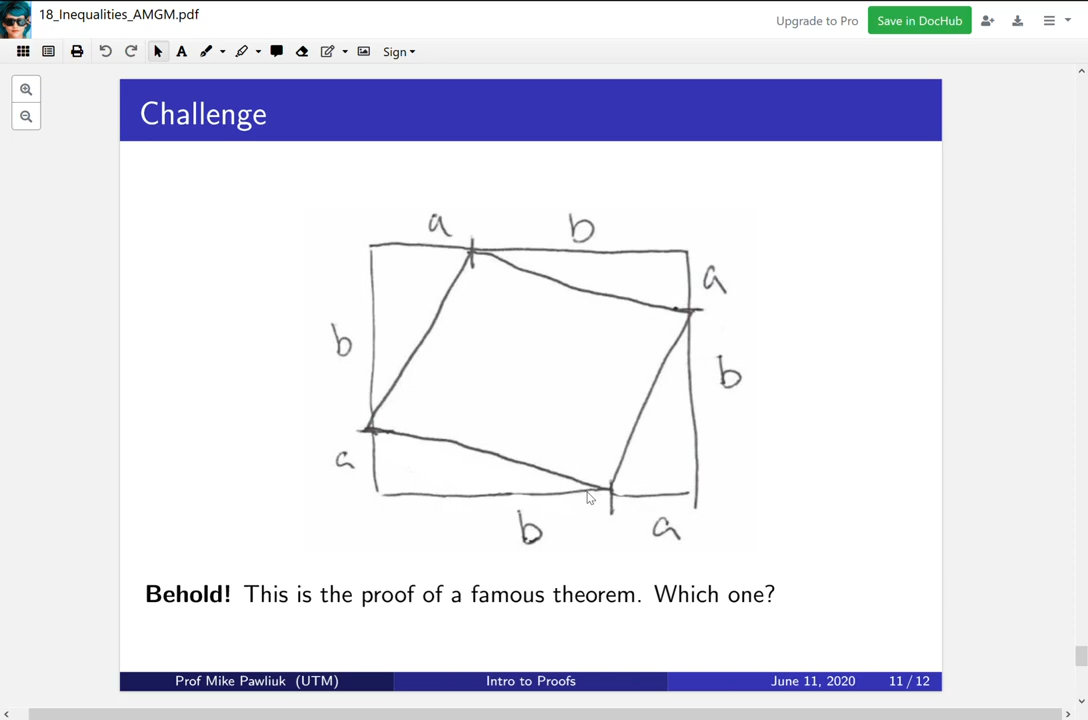 18_Inequalities_AMGM.pdf
Upgrade to Pro
Save in DocHub
A
Sign
Challenge
a b
a
b
b
a
b a
Behold! This is the proof of a famous theorem. Which one?
Prof Mike Pawliuk (UTM) Intro to Proofs June 11, 2020 11 / 12